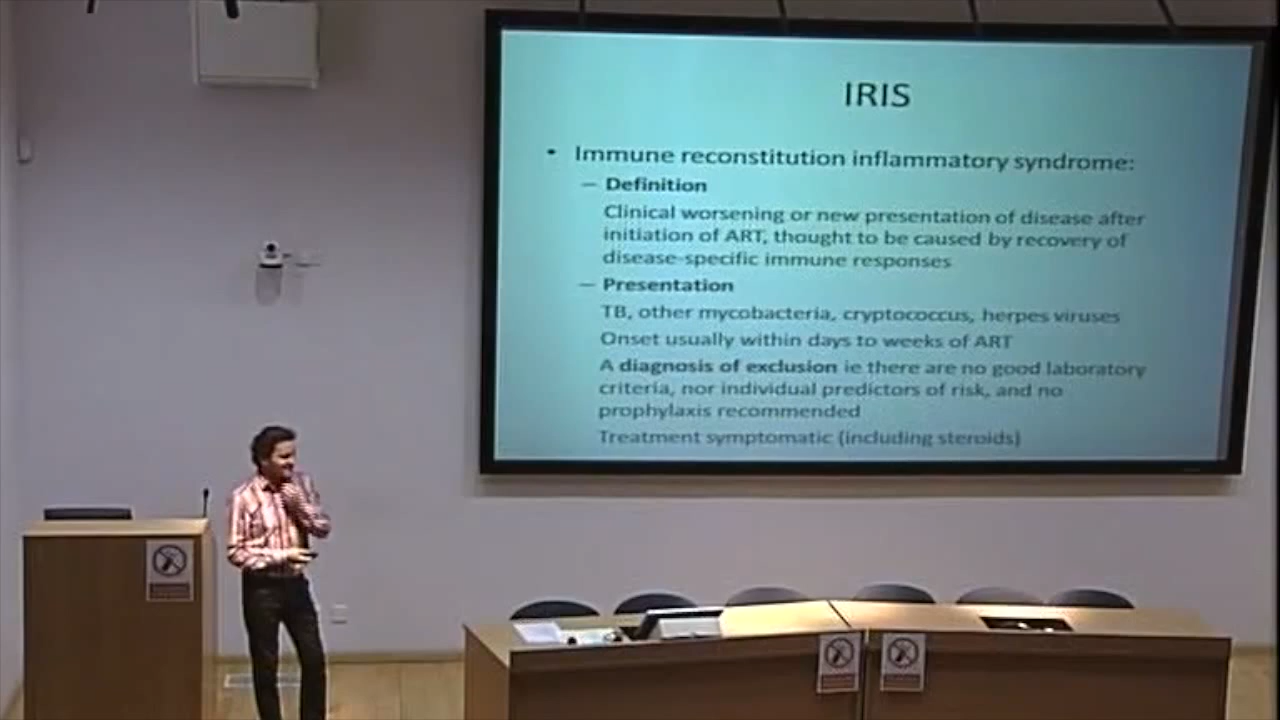 IRIS
• Immune reconstitution inflammatory syndrome:
– Definition
Clinical worsening or new presentation of disease after
initiation of ART, thought to be caused by recovery of
disease-specific immune responses
– Presentation
TB, other mycobacteria, cryptococcus, herpes viruses
Onset usually within days to weeks of ART
A diagnosis of exclusion ie there are no good laboratory
criteria, nor individual predictors of risk, and no
prophylaxis recommended
Treatment symptomatic (including steroids)